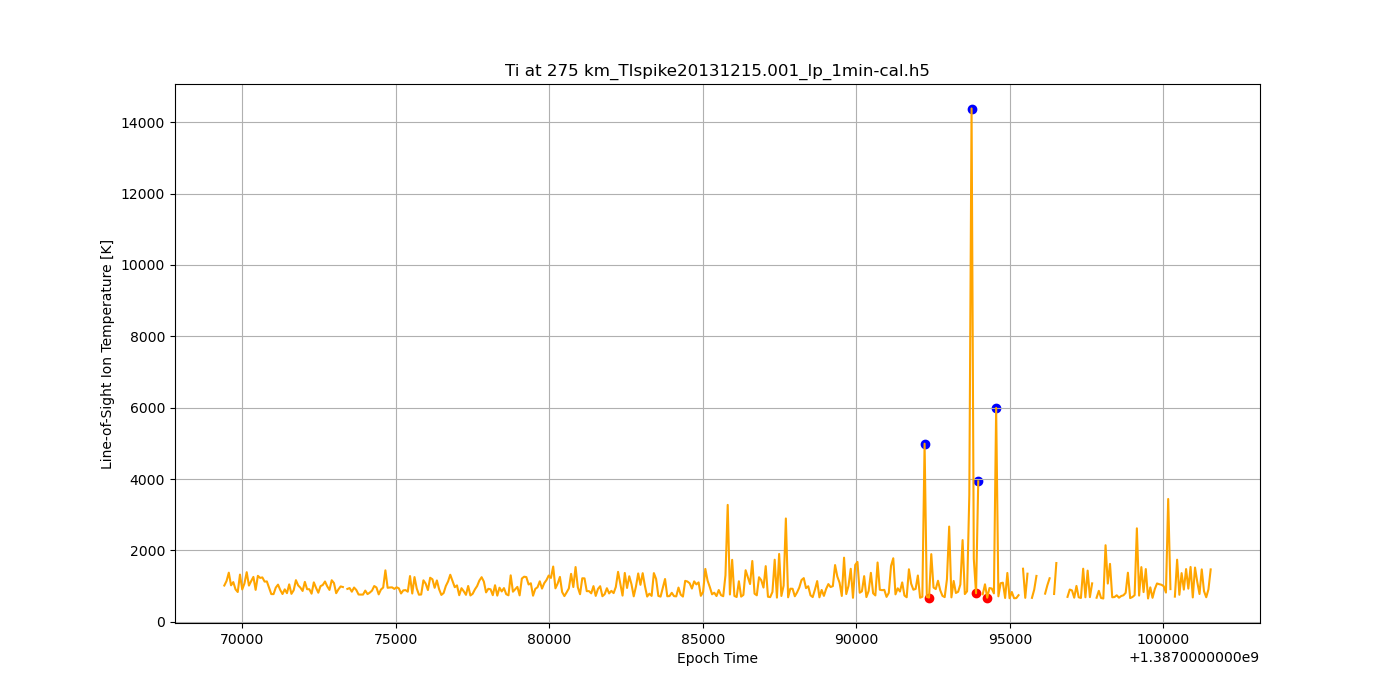 Ti at 275 km_TIspike20131215.001_lp_1min-cal.h5
Line-of-Sight Ion Temperature [K]
14000
12000
10000
8000
6000
4000
2000
0
70000 75000 80000 85000 90000 95000 100000
Epoch Time
+1.3870000000e9